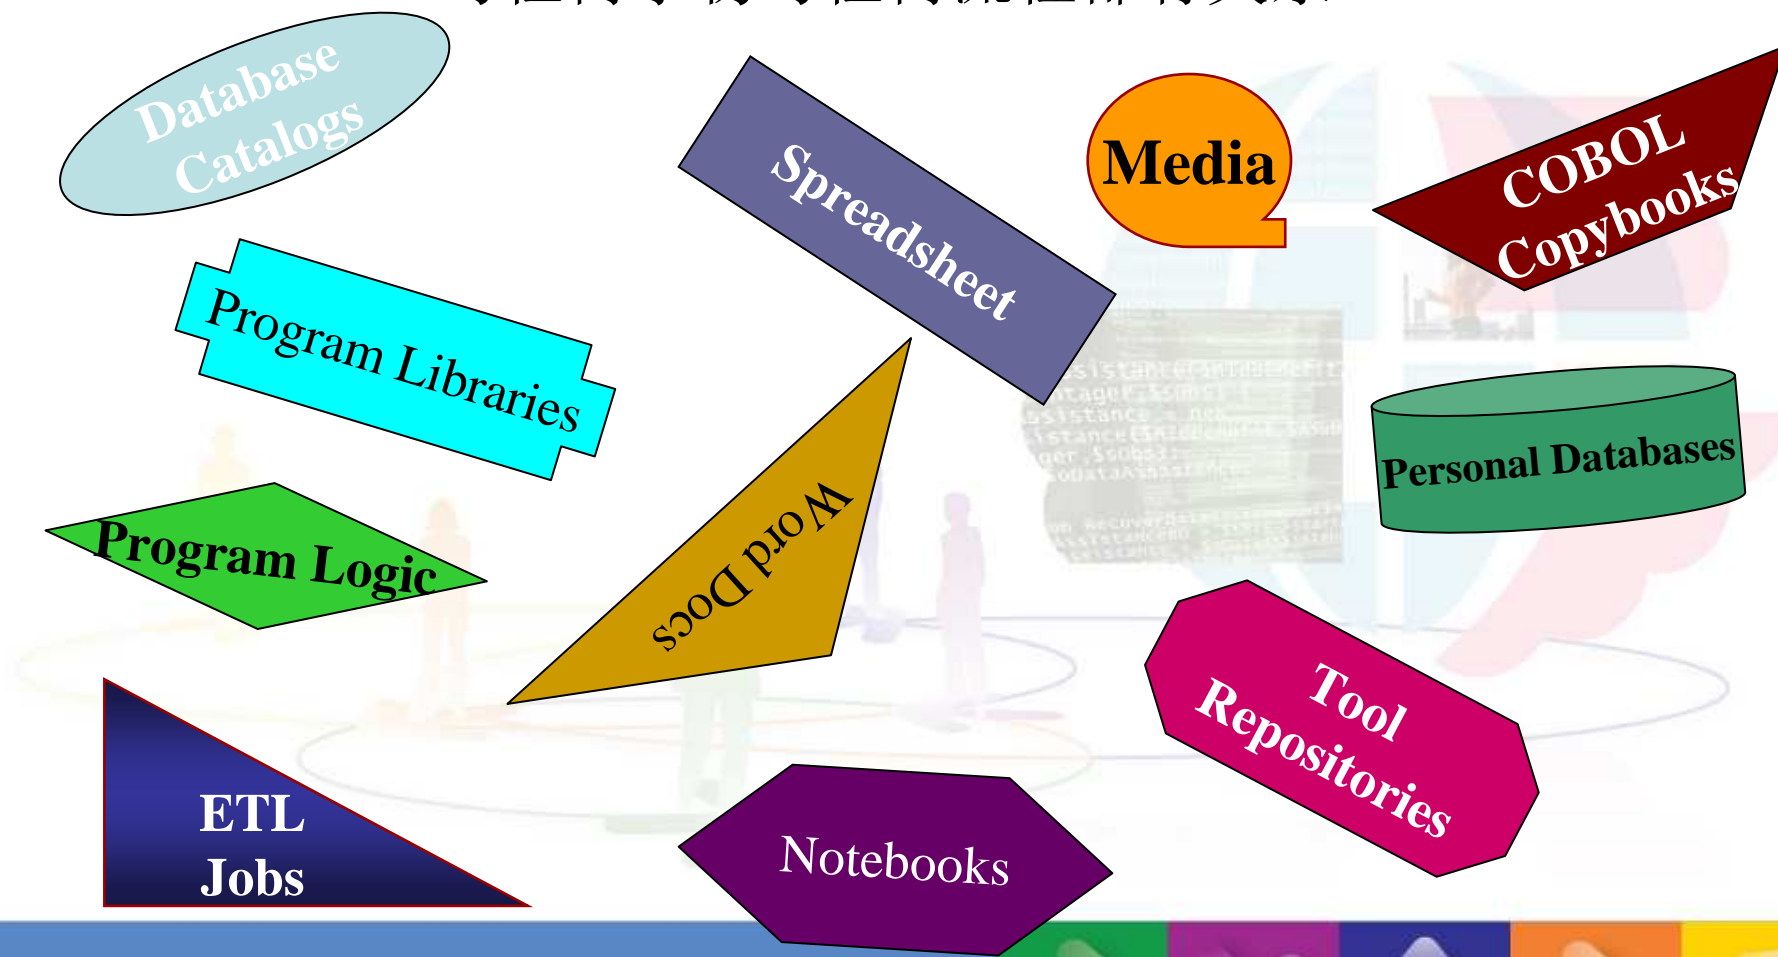 Database
Catalogs
Spreadsheet
Media
COBOL
Copybooks
Program Libraries
Personal Databases
Program Logic
Word Docs
Tool
Repositories
ETL
Jobs
Notebooks